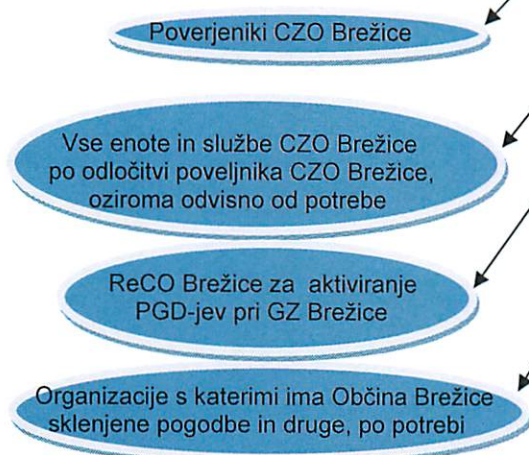 Poverjeniki CZO Brežice
Vse enote in službe CZO Brežice
po odločitvi poveljnika CZO Brežice,
oziroma odvisno od potrebe
ReCO Brežice za aktiviranje
PGD-jev pri GZ Brežice
Organizacije s katerimi ima Občina Brežice
sklenjene pogodbe in druge, po potrebi